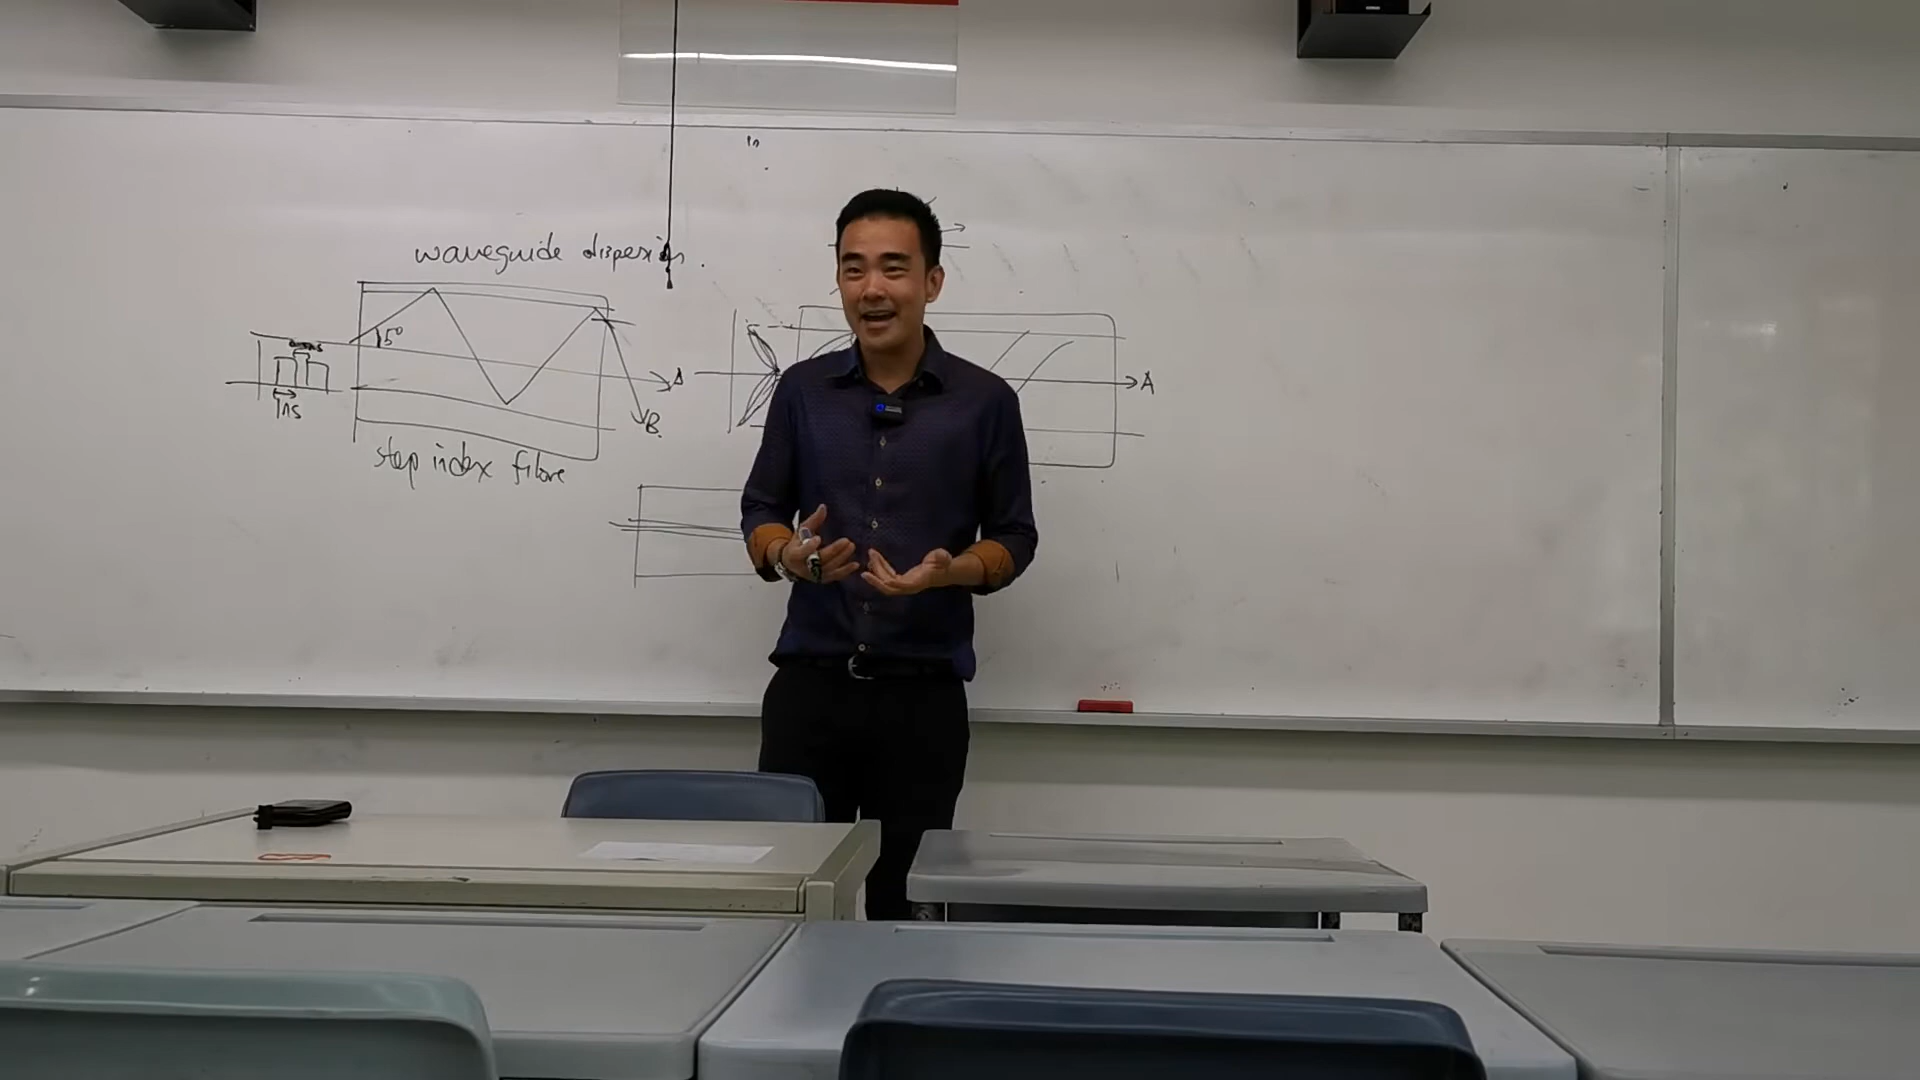 waveguide dispersion.
15°
A
1ns
B.
step index fibre
A